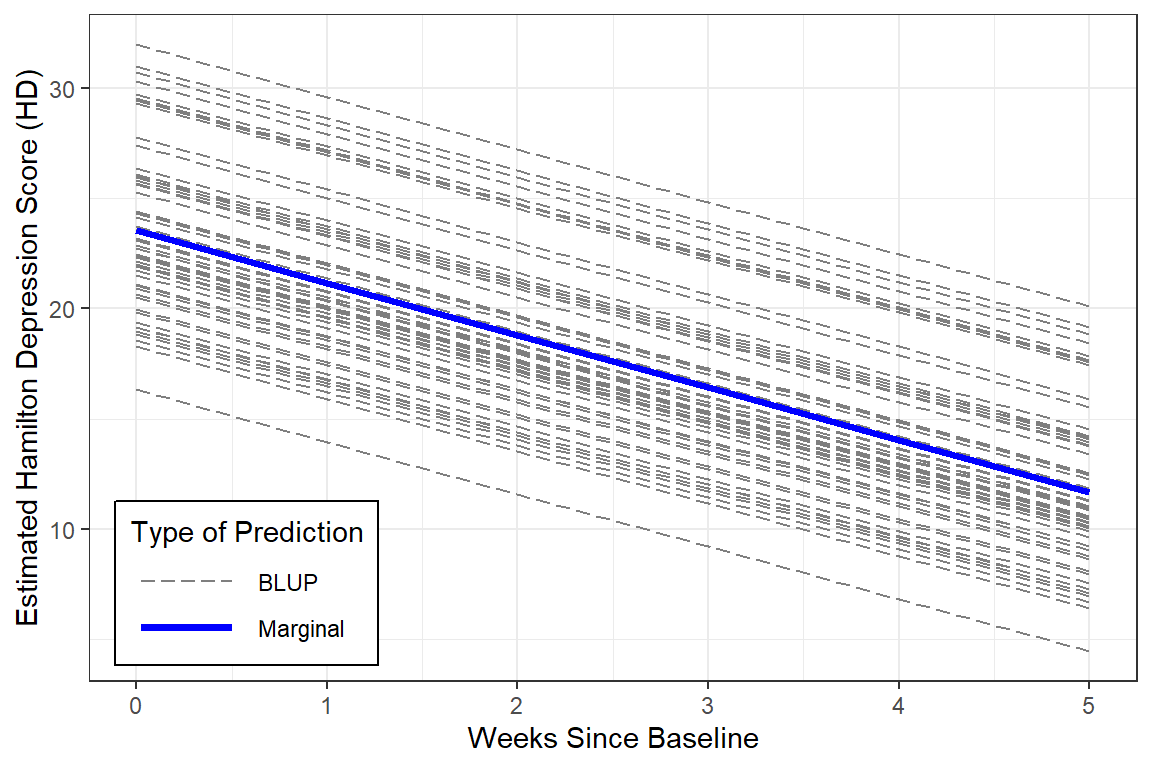 Estimated Hamilton Depression Score (HD)
30
20
10
Type of Prediction
BLUP
Marginal
0 1 2 3 4 5
Weeks Since Baseline